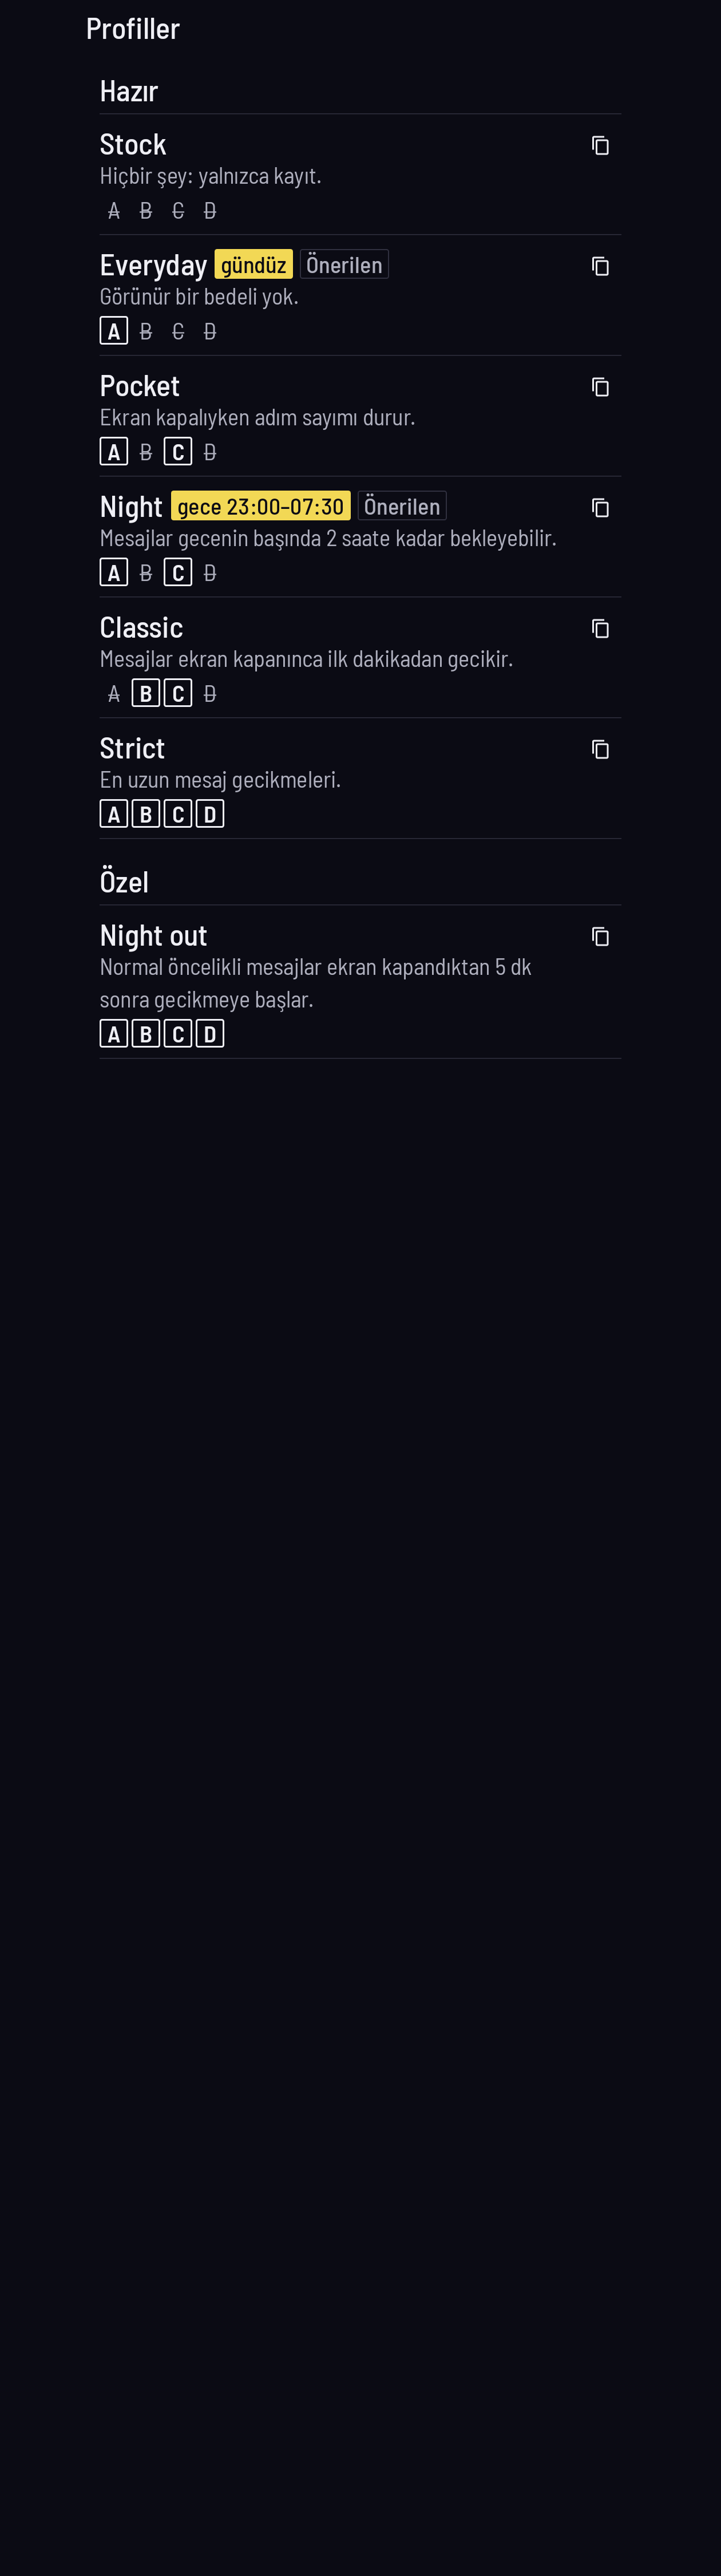 Profiller
Hazır
Stock
Hiçbir şey: yalnızca kayıt.
A B C D
Everyday gündüz Önerilen
Görünür bir bedeli yok.
A B C D
Pocket
Ekran kapalıyken adım sayımı durur.
A B C D
Night gece 23:00–07:30 Önerilen
Mesajlar gecenin başında 2 saate kadar bekleyebilir.
A B C D
Classic
Mesajlar ekran kapanınca ilk dakikadan gecikir.
A B C D
Strict
En uzun mesaj gecikmeleri.
A B C D
Özel
Night out
Normal öncelikli mesajlar ekran kapandıktan 5 dk
sonra gecikmeye başlar.
A B C D